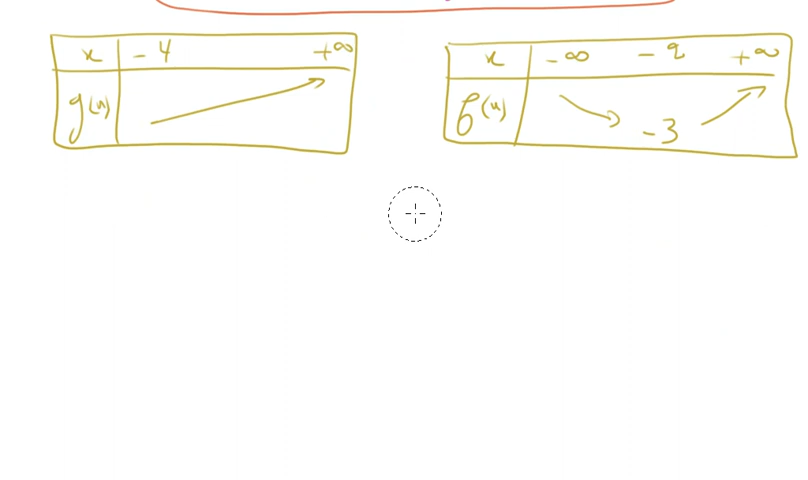 x -4 +∞
g(x)
x -∞ -2 +∞
f(x) -3